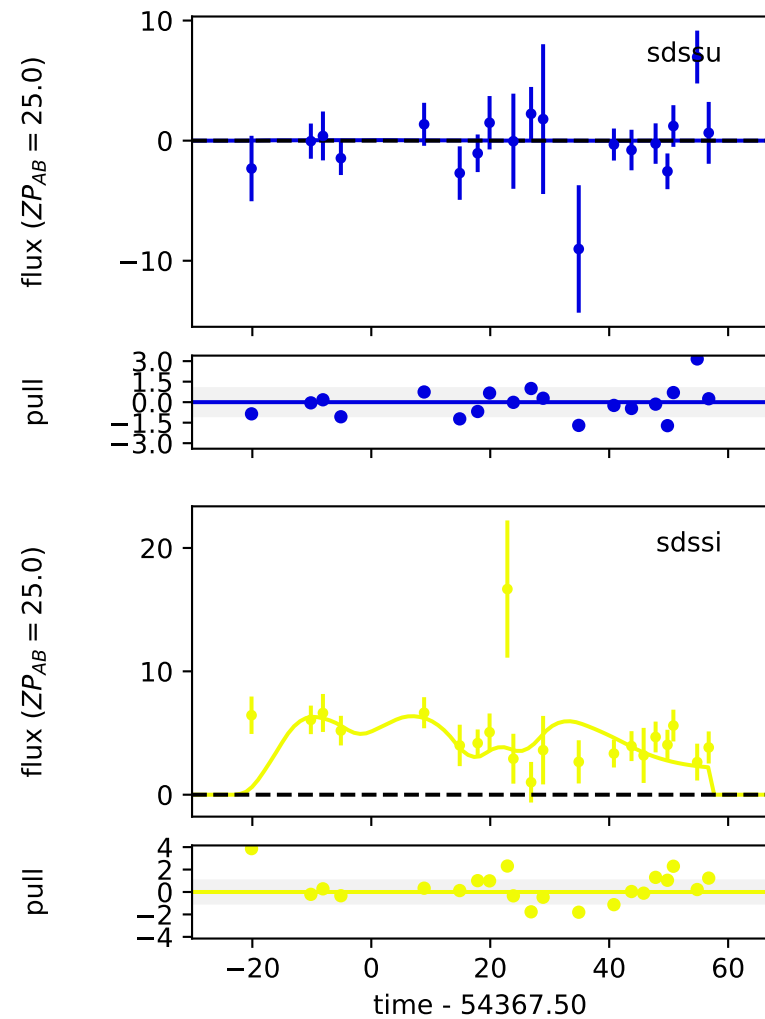 10
0
−10
flux (ZP_AB = 25.0)
sdssu
3.0
1.5
0.0
−1.5
−3.0
pull
20
10
0
flux (ZP_AB = 25.0)
sdssi
4
2
0
−2
−4
pull
−20 0 20 40 60
time - 54367.50